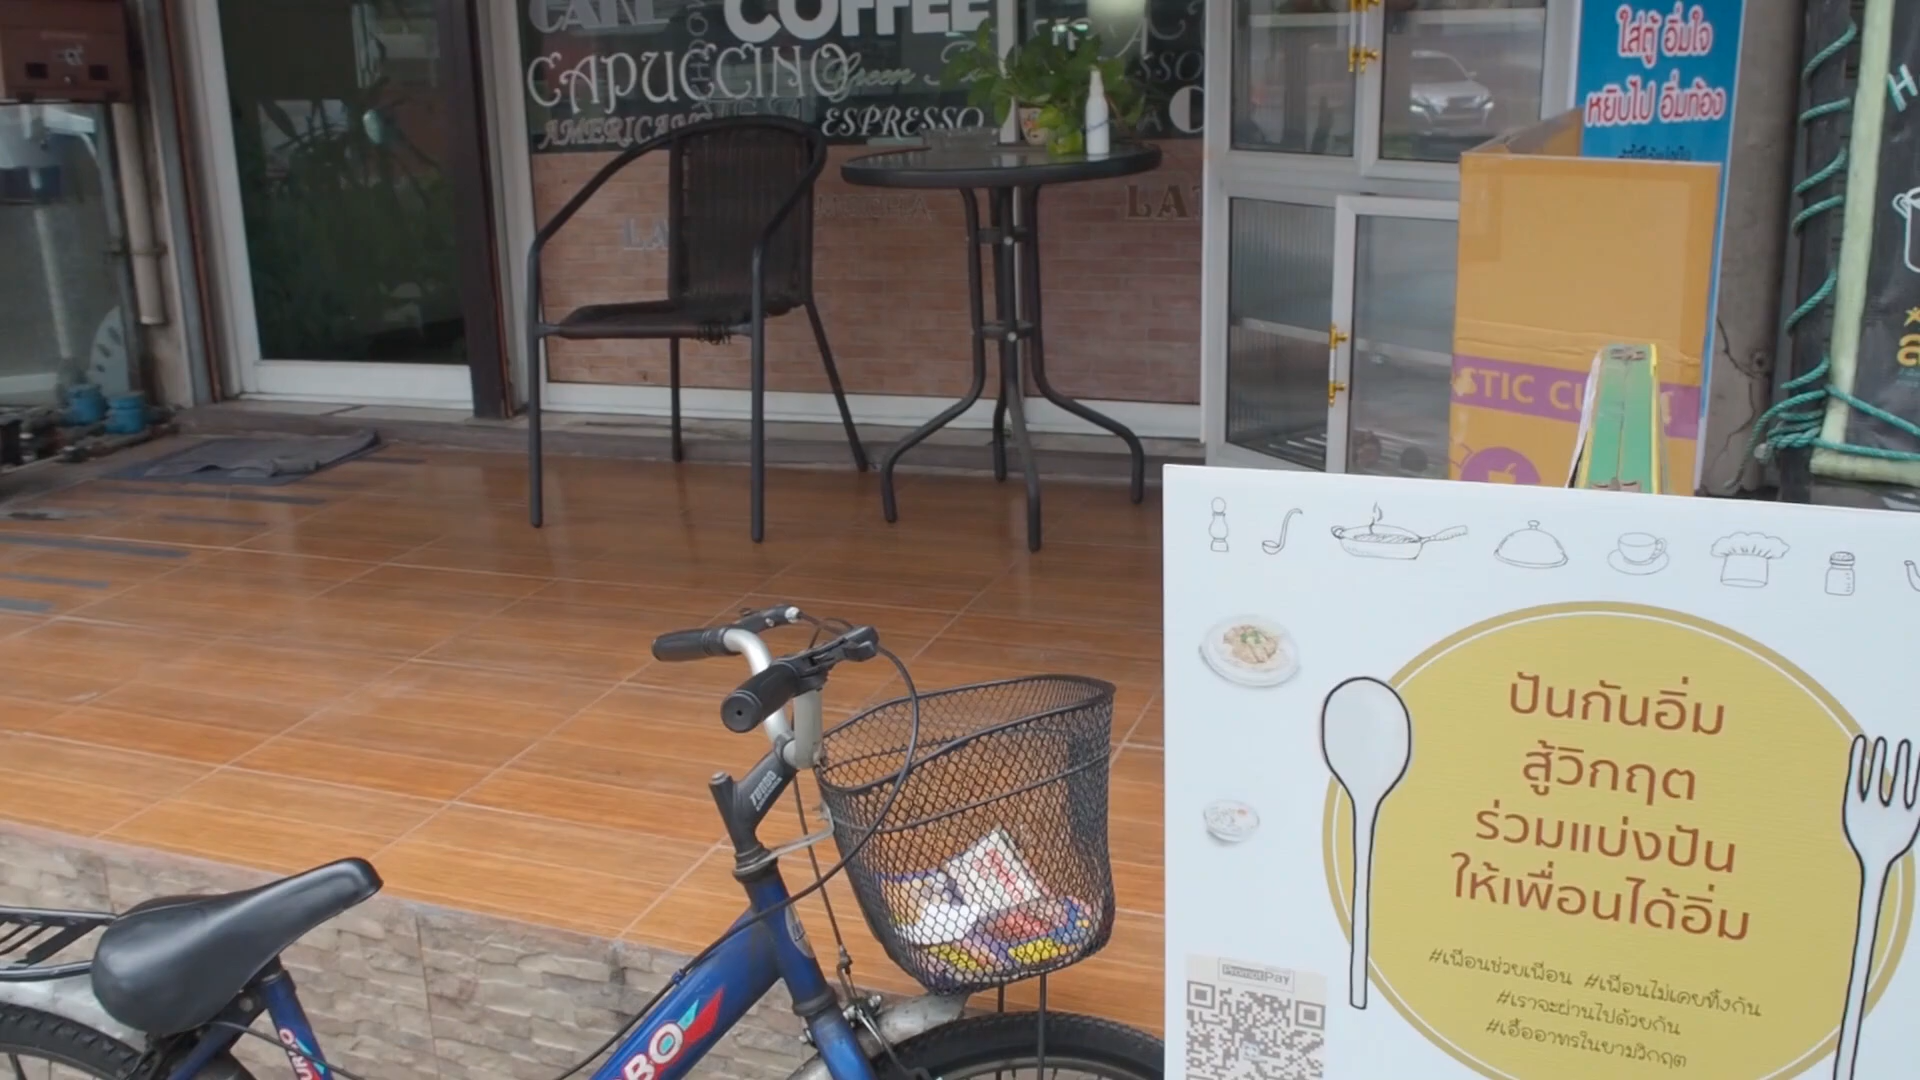 CAKE
COFFEE
CAPUCCINO
Green
AMERICAN
ESPRESSO
MOCHA
ใส่ตู้ อิ่มใจ
หยิบไป อิ่มท้อง
STIC CU
ปันกันอิ่ม
สู้วิกฤต
ร่วมแบ่งปัน
ให้เพื่อนได้อิ่ม
#เพื่อนช่วยเพื่อน #เพื่อนไม่เคยทิ้งกัน
#เราจะผ่านไปด้วยกัน
#เอื้ออาทรในยามวิกฤต
PromptPay
TURBO
BO